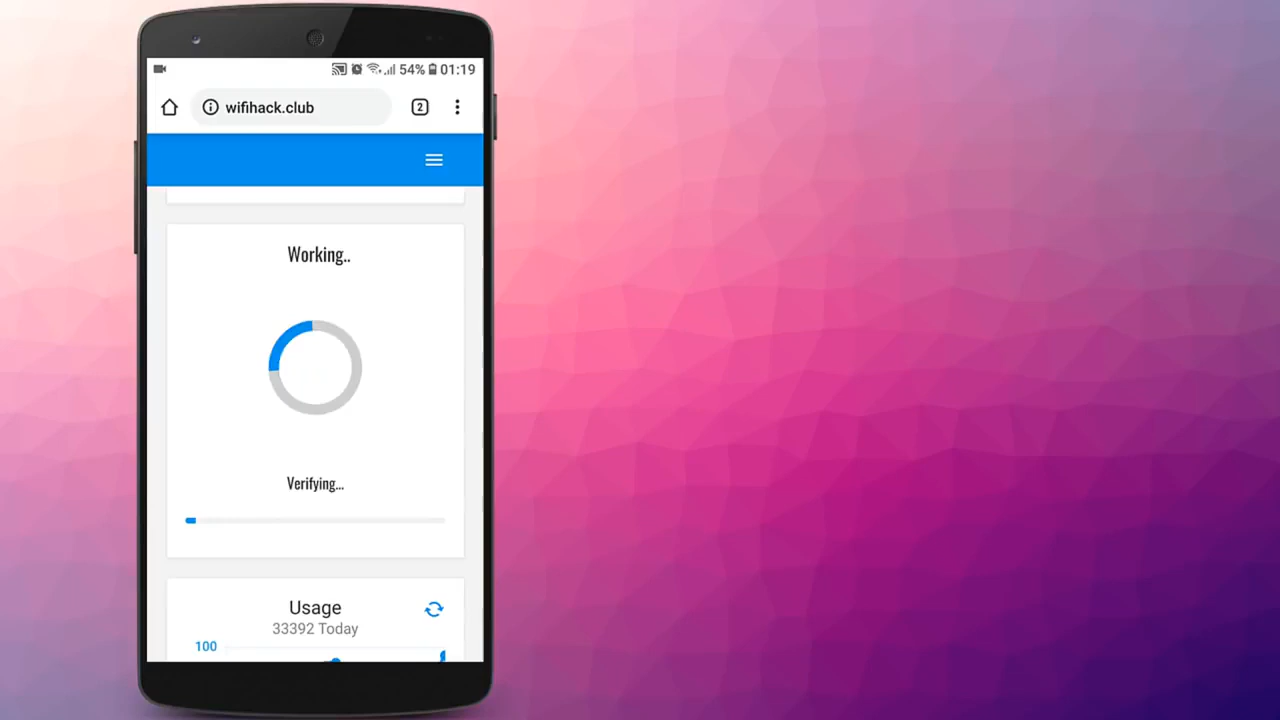 54% 01:19
wifihack.club
2
Working..
Verifying...
Usage
33392 Today
100